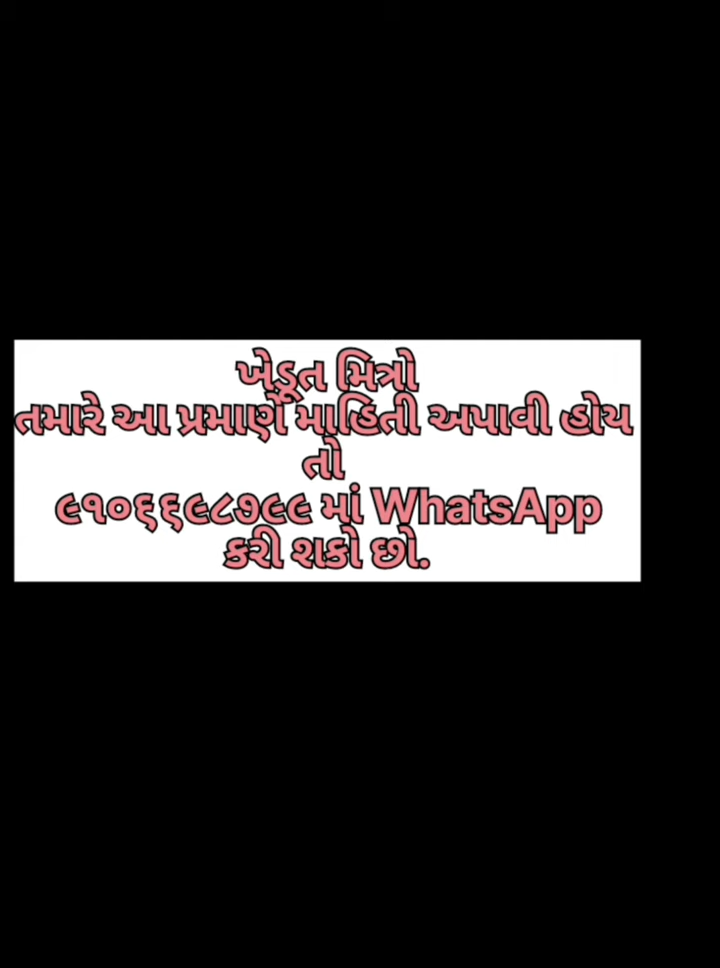 ખેડૂત મિત્રો
તમારે આ પ્રમાણે માહિતી અપાવી હોય
તો
૯૧૦૬૬૯૮૭૯૯ માં WhatsApp
કરી શકો છો.